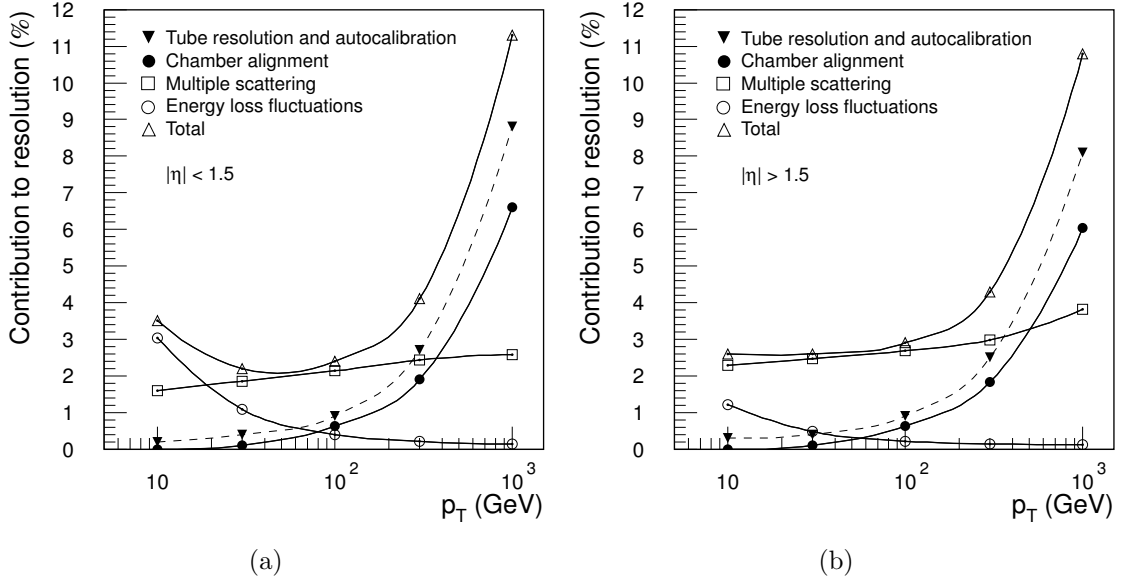 Contribution to resolution (%)
12
11
10
9
8
7
6
5
4
3
2
1
0
Tube resolution and autocalibration
Chamber alignment
Multiple scattering
Energy loss fluctuations
Total
|η| < 1.5
10
10²
10³
p_T (GeV)
(a)
Contribution to resolution (%)
12
11
10
9
8
7
6
5
4
3
2
1
0
Tube resolution and autocalibration
Chamber alignment
Multiple scattering
Energy loss fluctuations
Total
|η| > 1.5
10
10²
10³
p_T (GeV)
(b)